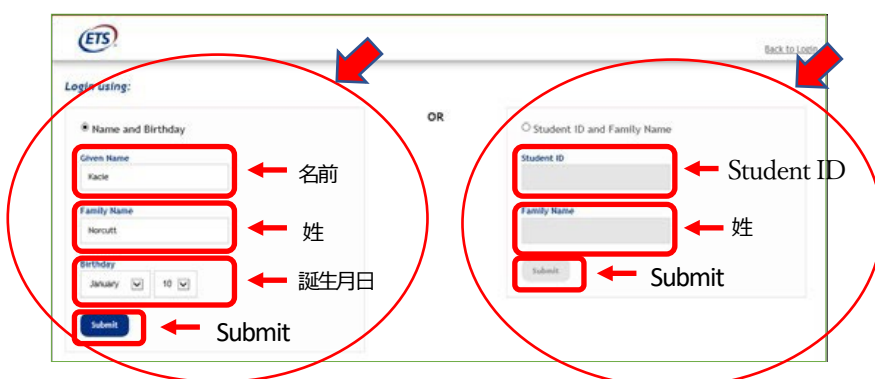 ETS
Back to Login
Login using:
Name and Birthday
Given Name
Kacie
名前
Family Name
Norcutt
姓
Birthday
January 10
誕生月日
Submit
Submit
OR
Student ID and Family Name
Student ID
Student ID
Family Name
姓
Submit
Submit